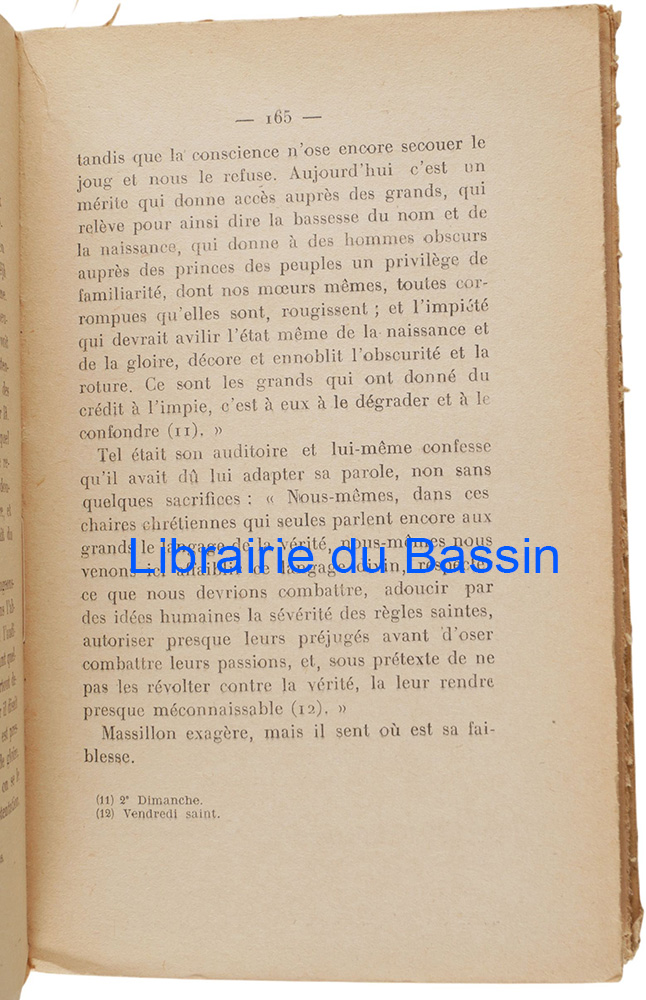 — 165 —
tandis que la conscience n'ose encore secouer le
joug et nous le refuse. Aujourd'hui c'est un
mérite qui donne accès auprès des grands, qui
relève pour ainsi dire la bassesse du nom et de
la naissance, qui donne à des hommes obscurs
auprès des princes des peuples un privilège de
familiarité, dont nos mœurs mêmes, toutes cor-
rompues qu'elles sont, rougissent ; et l'impiété
qui devrait avilir l'état même de la naissance et
de la gloire, décore et ennoblit l'obscurité et la
roture. Ce sont les grands qui ont donné du
crédit à l'impie, c'est à eux à le dégrader et à le
confondre (11). »
Tel était son auditoire et lui-même confesse
qu'il avait dû lui adapter sa parole, non sans
quelques sacrifices : « Nous-mêmes, dans ces
chaires chrétiennes qui seules parlent encore aux
grands le langage de la vérité, nous-mêmes nous
Librairie du Bassin
venons ici affaiblir ce langage divin, respecter
ce que nous devrions combattre, adoucir par
des idées humaines la sévérité des règles saintes,
autoriser presque leurs préjugés avant d'oser
combattre leurs passions, et, sous prétexte de ne
pas les révolter contre la vérité, la leur rendre
presque méconnaissable (12). »
Massillon exagère, mais il sent où est sa fai-
blesse.
(11) 2ᵉ Dimanche.
(12) Vendredi saint.